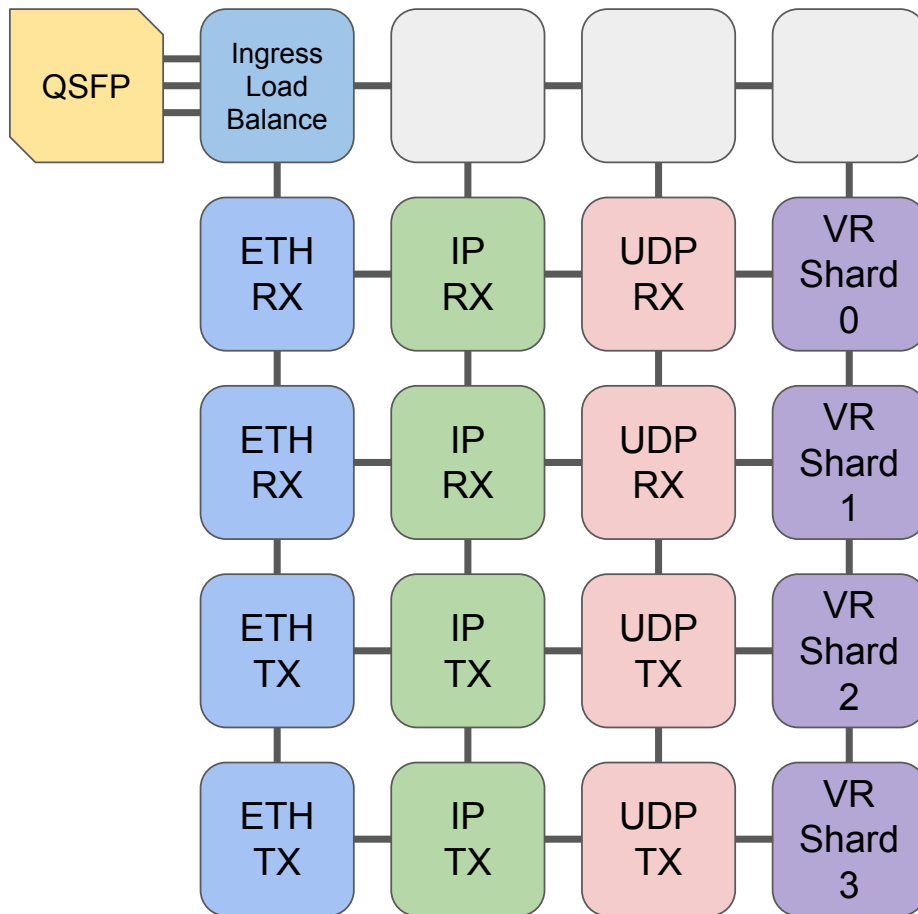 QSFP
Ingress
Load
Balance
ETH
RX
IP
RX
UDP
RX
VR
Shard
0
ETH
RX
IP
RX
UDP
RX
VR
Shard
1
ETH
TX
IP
TX
UDP
TX
VR
Shard
2
ETH
TX
IP
TX
UDP
TX
VR
Shard
3